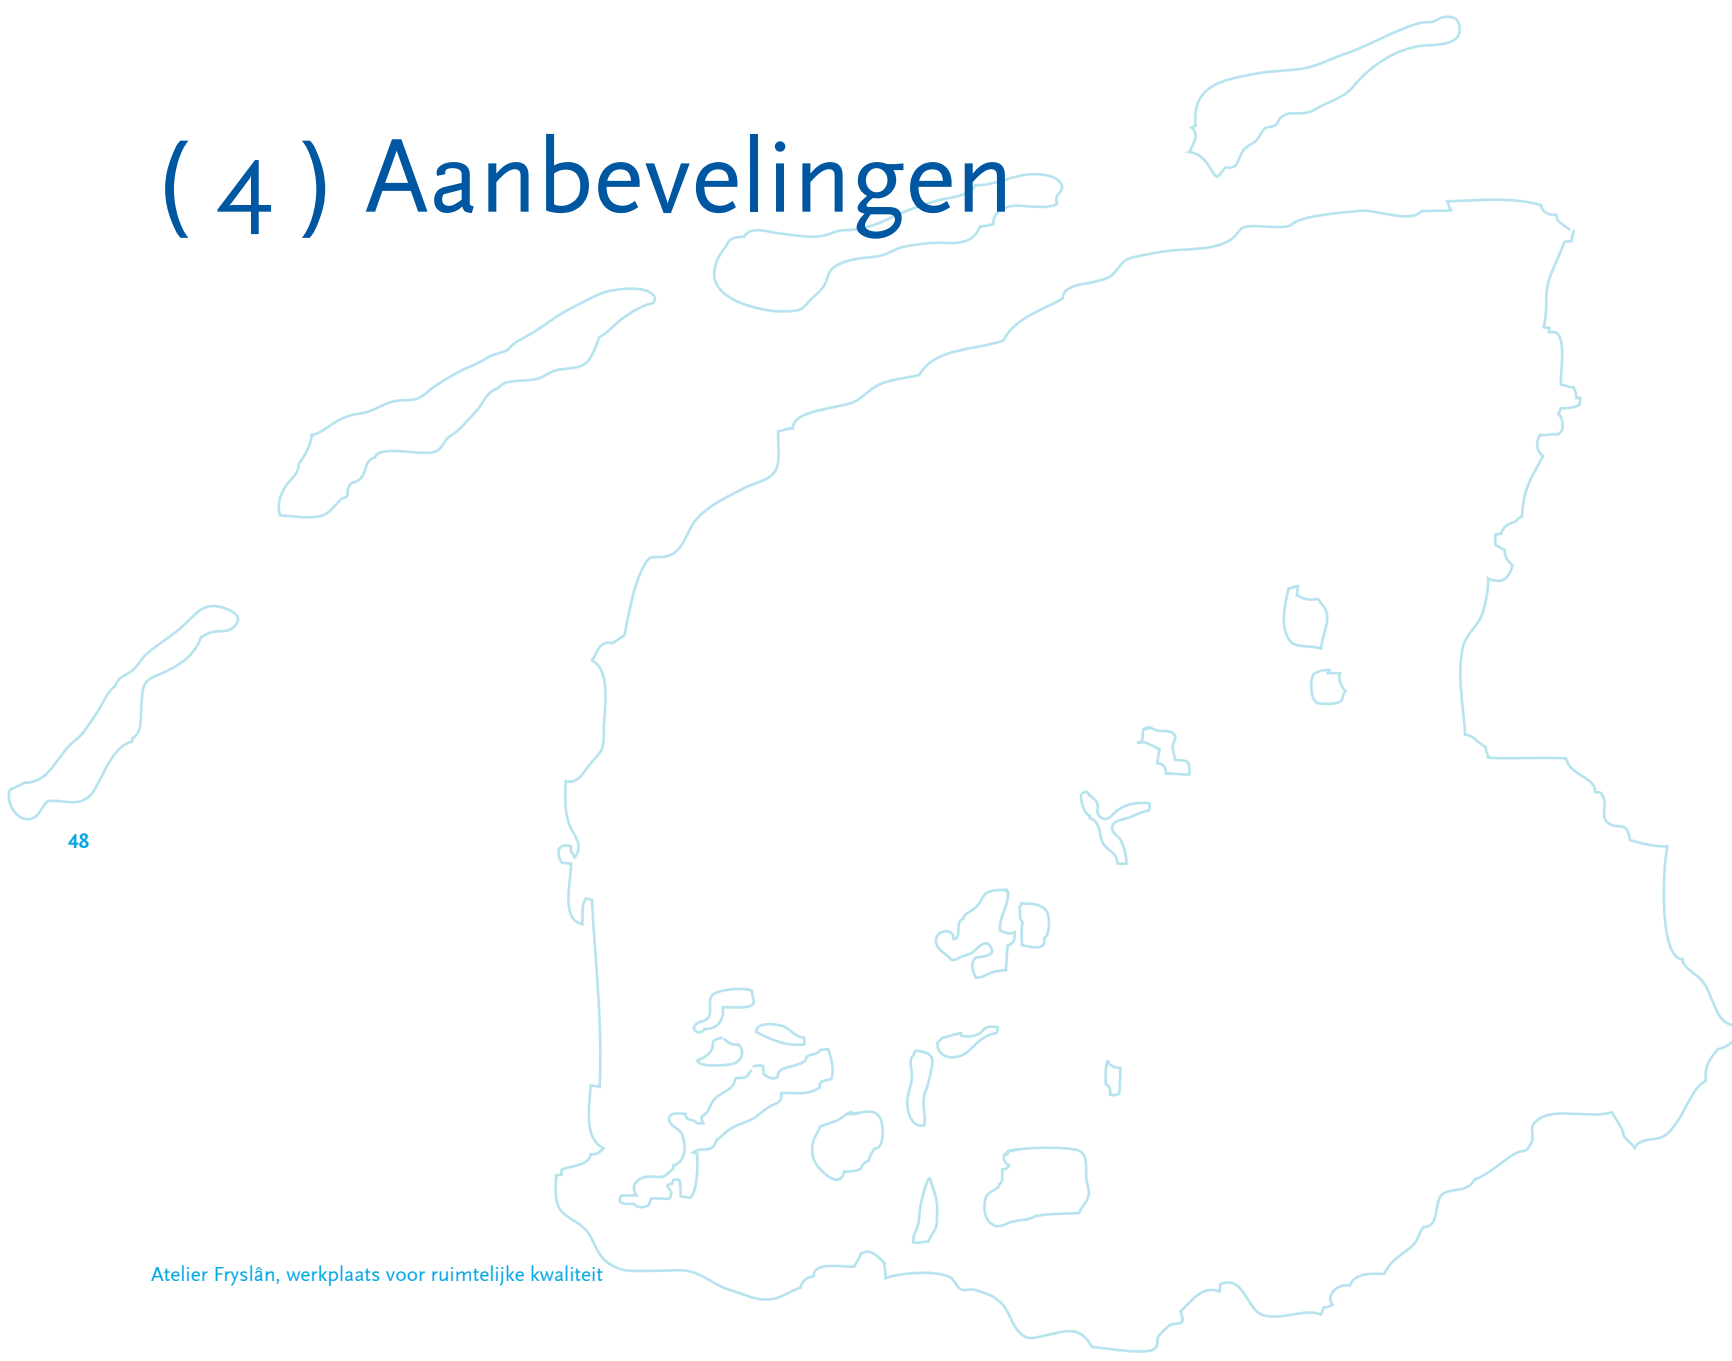 ( 4 ) Aanbevelingen
48
Atelier Fryslân, werkplaats voor ruimtelijke kwaliteit